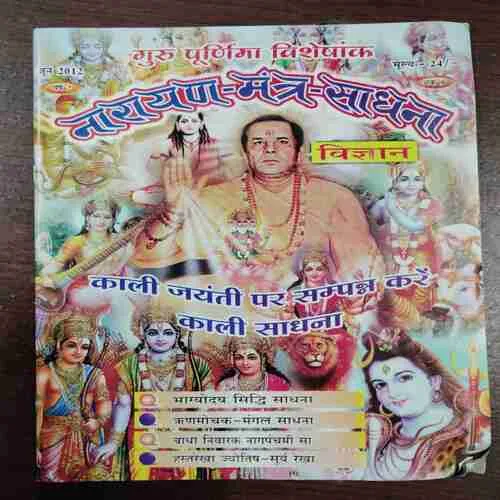 गुरु पूर्णिमा विशेषांक
जून 2012
मूल्य- 24/
नारायण-मंत्र-साधना
विज्ञान
काली जयंती पर सम्पन्न करें
काली साधना
भाग्योदय सिद्धि साधना
ऋणमोचक-मंगल साधना
बाधा निवारक नागपंचमी सा
हस्तरेखा ज्योतिष-सूर्य रेखा